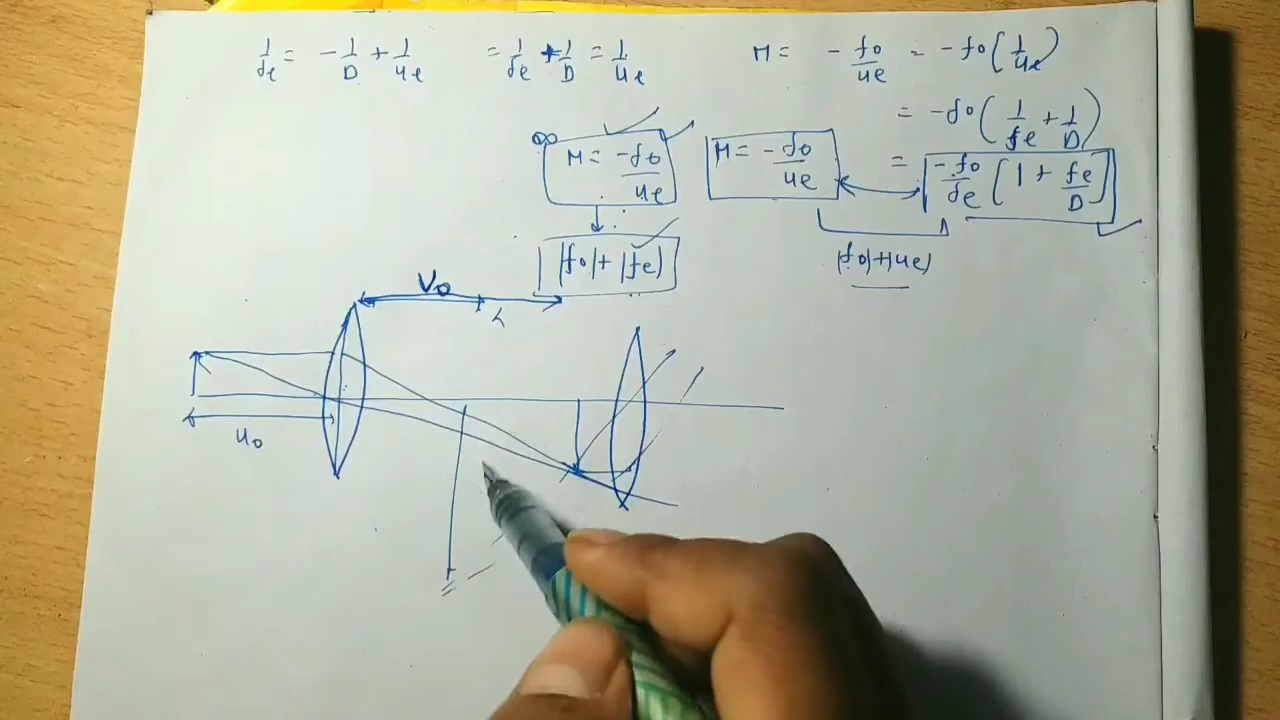 1/fe = -1/D + 1/ue = 1/fe + 1/D = 1/ue M = -fo/ue = -fo(1/ue)
= -fo(1/fe + 1/D)
∞ M = -fo/ue M = -fo/ue = -fo/fe [1 + fe/D]
|fo| + |fe| |fo|+|ue|
Vo
L
uo